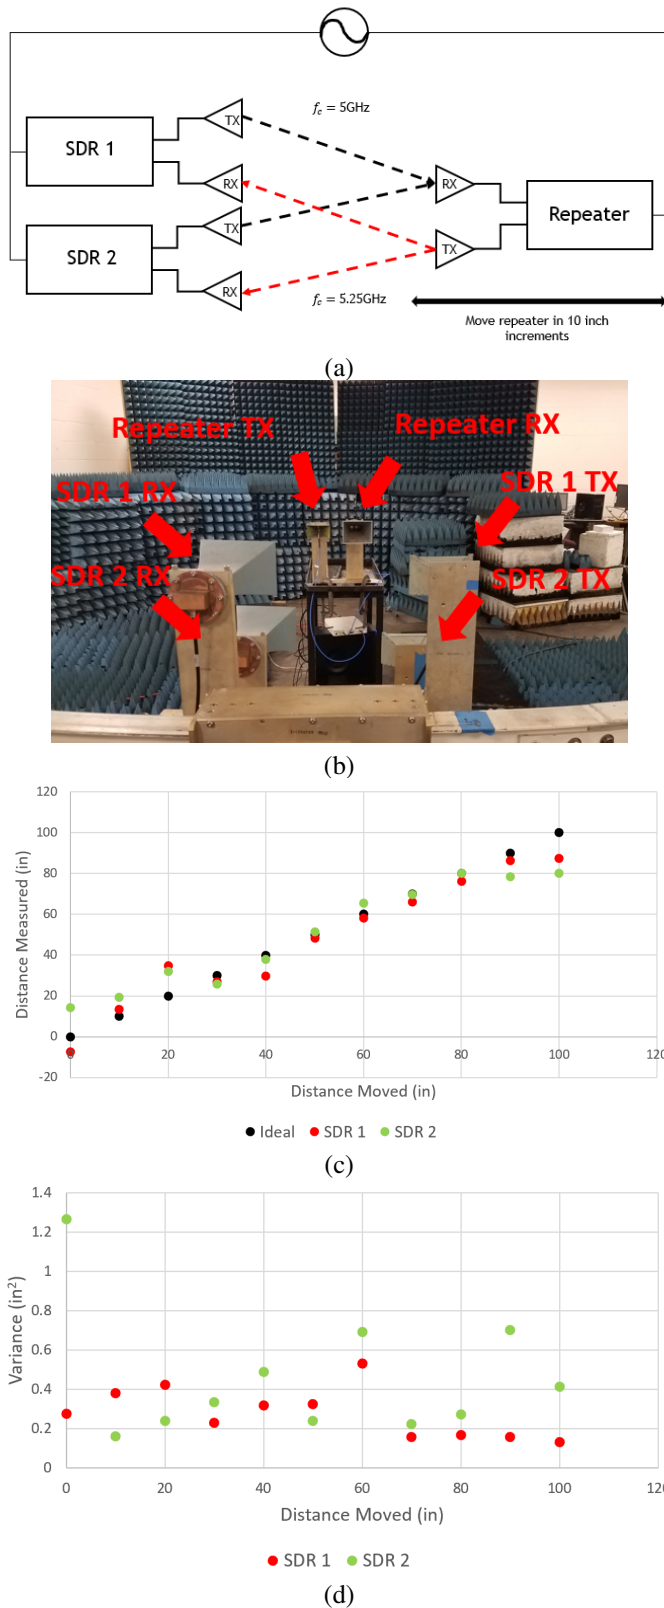 TX
f_c = 5GHz
SDR 1
RX
RX
Repeater
TX
SDR 2
TX
RX
f_c = 5.25GHz
Move repeater in 10 inch
increments
(a)
Repeater TX
Repeater RX
SDR 1 RX
SDR 1 TX
SDR 2 RX
SDR 2 TX
(b)
120
100
80
60
40
20
0
-20
Distance Measured (in)
0 20 40 60 80 100 120
Distance Moved (in)
Ideal SDR 1 SDR 2
(c)
1.4
1.2
1
0.8
0.6
0.4
0.2
0
Variance (in²)
0 20 40 60 80 100 120
Distance Moved (in)
SDR 1 SDR 2
(d)